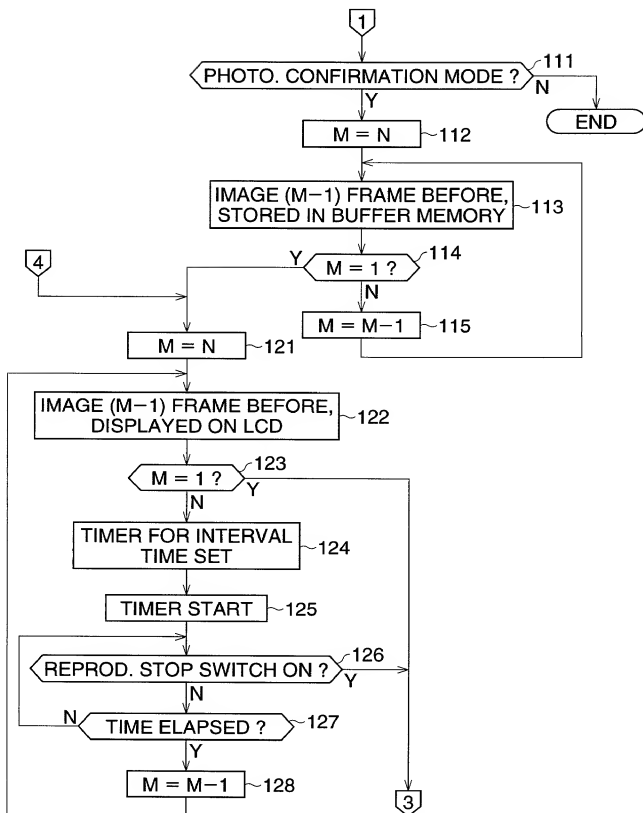 1
PHOTO. CONFIRMATION MODE ?
111
Y
N
END
M = N
112
IMAGE (M−1) FRAME BEFORE,
STORED IN BUFFER MEMORY
113
4
M = 1 ?
114
Y
N
M = M-1
115
M = N
121
IMAGE (M−1) FRAME BEFORE,
DISPLAYED ON LCD
122
M = 1 ?
123
Y
N
TIMER FOR INTERVAL
TIME SET
124
TIMER START
125
REPROD. STOP SWITCH ON ?
126
Y
N
TIME ELAPSED ?
127
N
Y
M = M-1
128
3